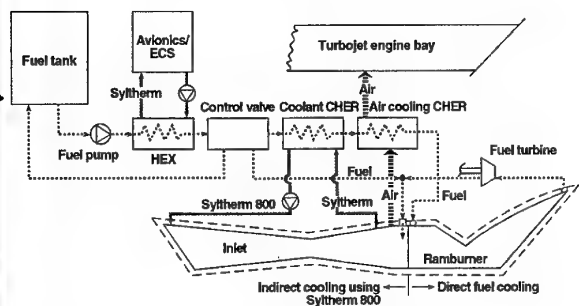 Fuel tank
Avionics/
ECS
Turbojet engine bay
Syltherm
Air
Control valve
Coolant CHER
Air cooling CHER
Fuel pump
HEX
Fuel turbine
Fuel
Syltherm 800
Syltherm
Air
Fuel
Inlet
Ramburner
Indirect cooling using
Syltherm 800
Direct fuel cooling